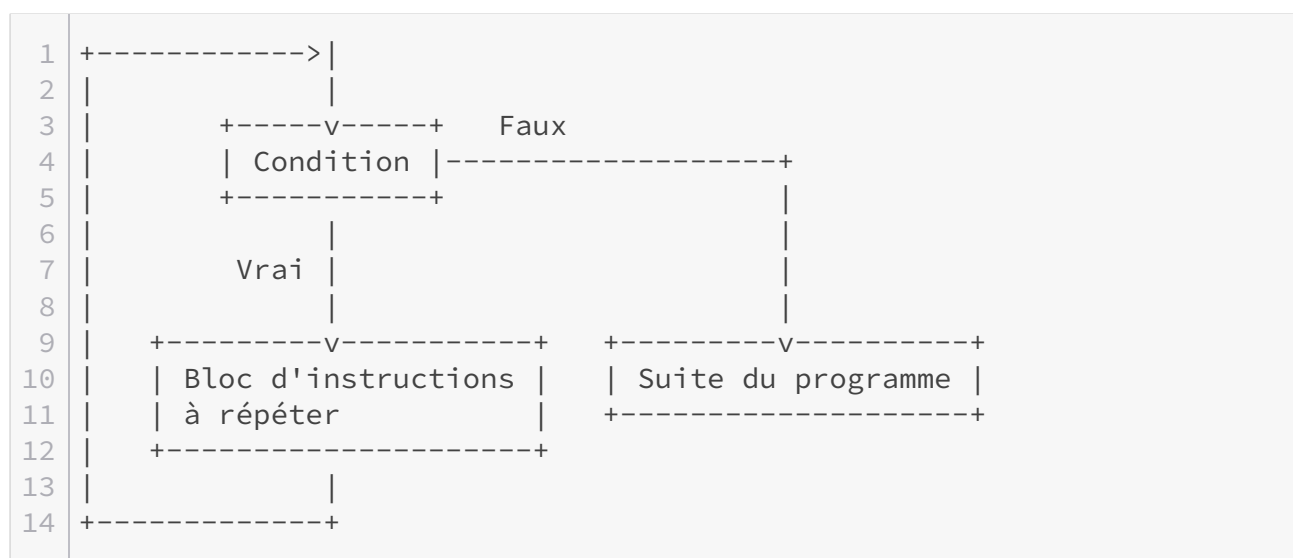 1 +------------>|
2 |             |
3 |       +-----v-----+   Faux
4 |       | Condition |-------------------+
5 |       +-----------+                   |
6 |             |                         |
7 |        Vrai |                         |
8 |             |                         |
9 |   +---------v-----------+   +---------v----------+
10 |   | Bloc d'instructions |   | Suite du programme |
11 |   | à répéter           |   +--------------------+
12 |   +---------------------+
13 |             |
14 +-------------+